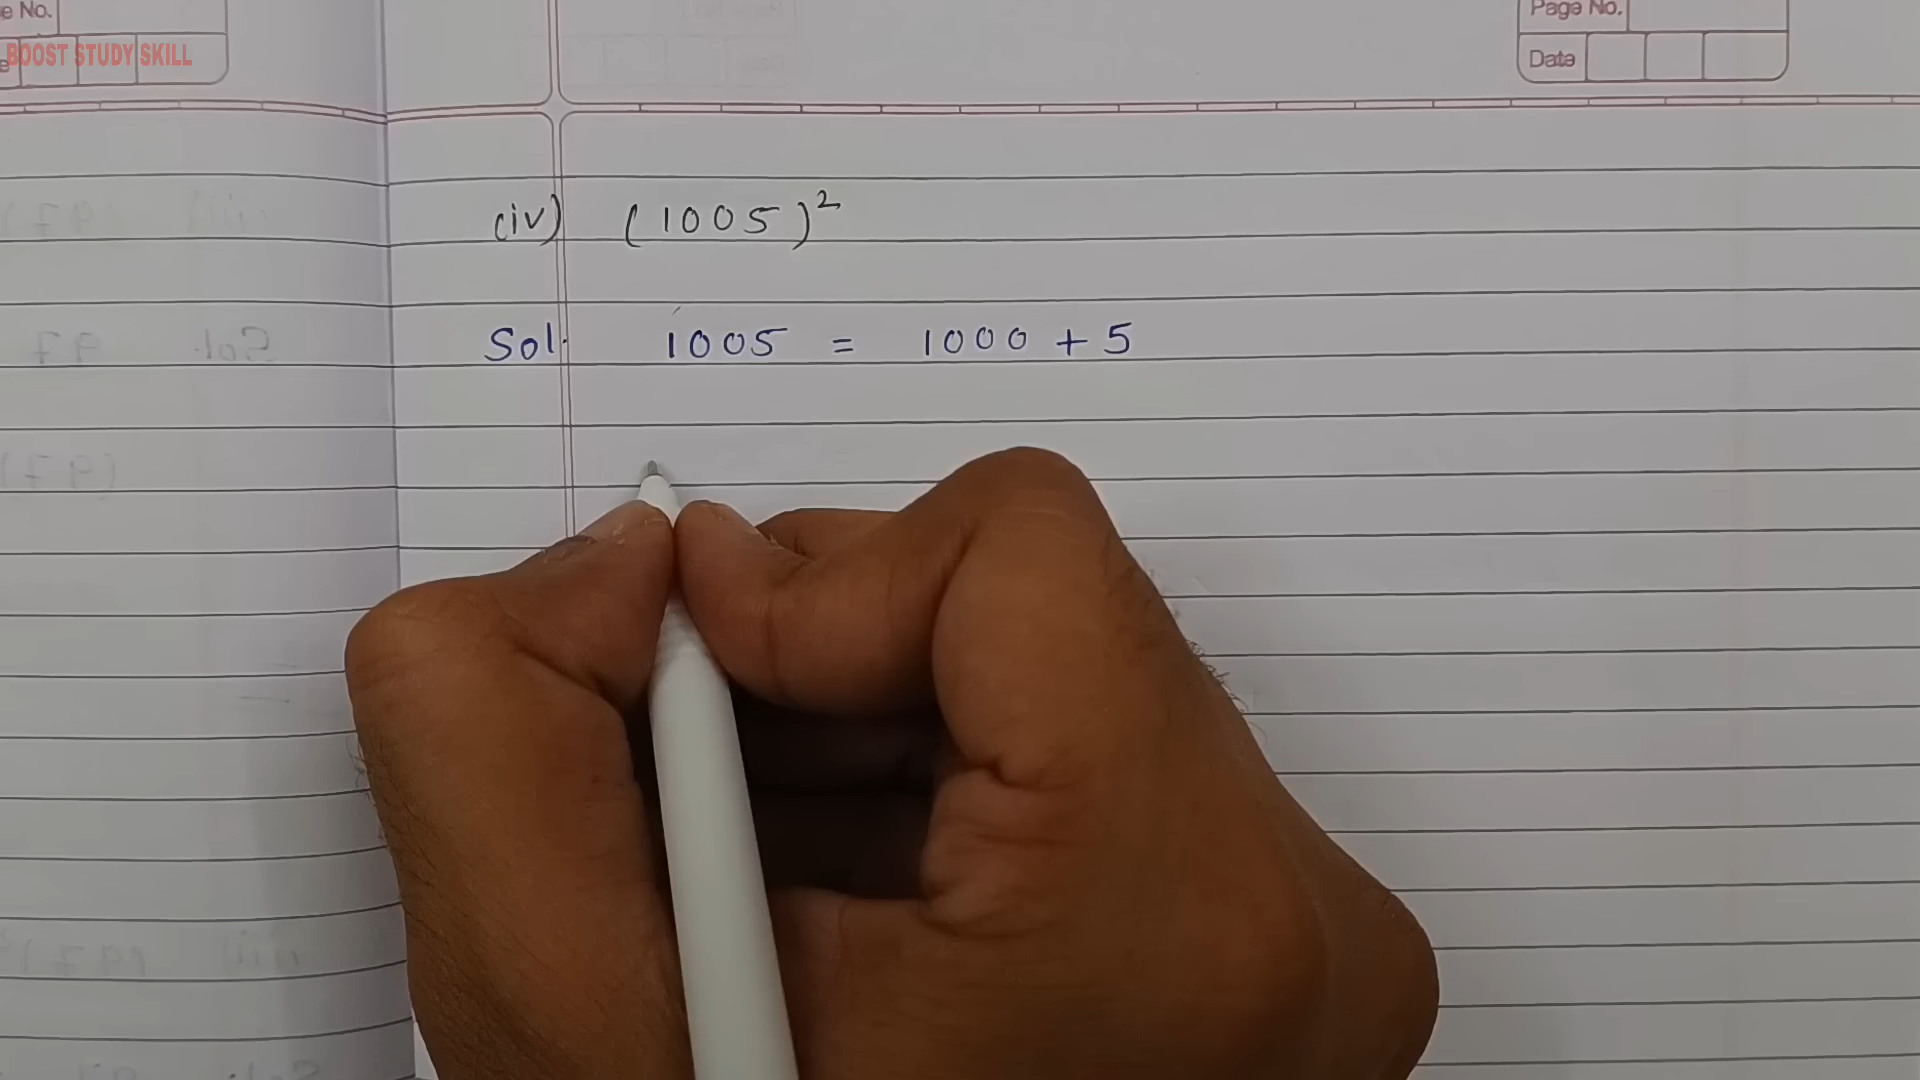 e No.
BOOST STUDY SKILL
Page No.
Data
(iv) (1005)²
Sol. 1005 = 1000 + 5